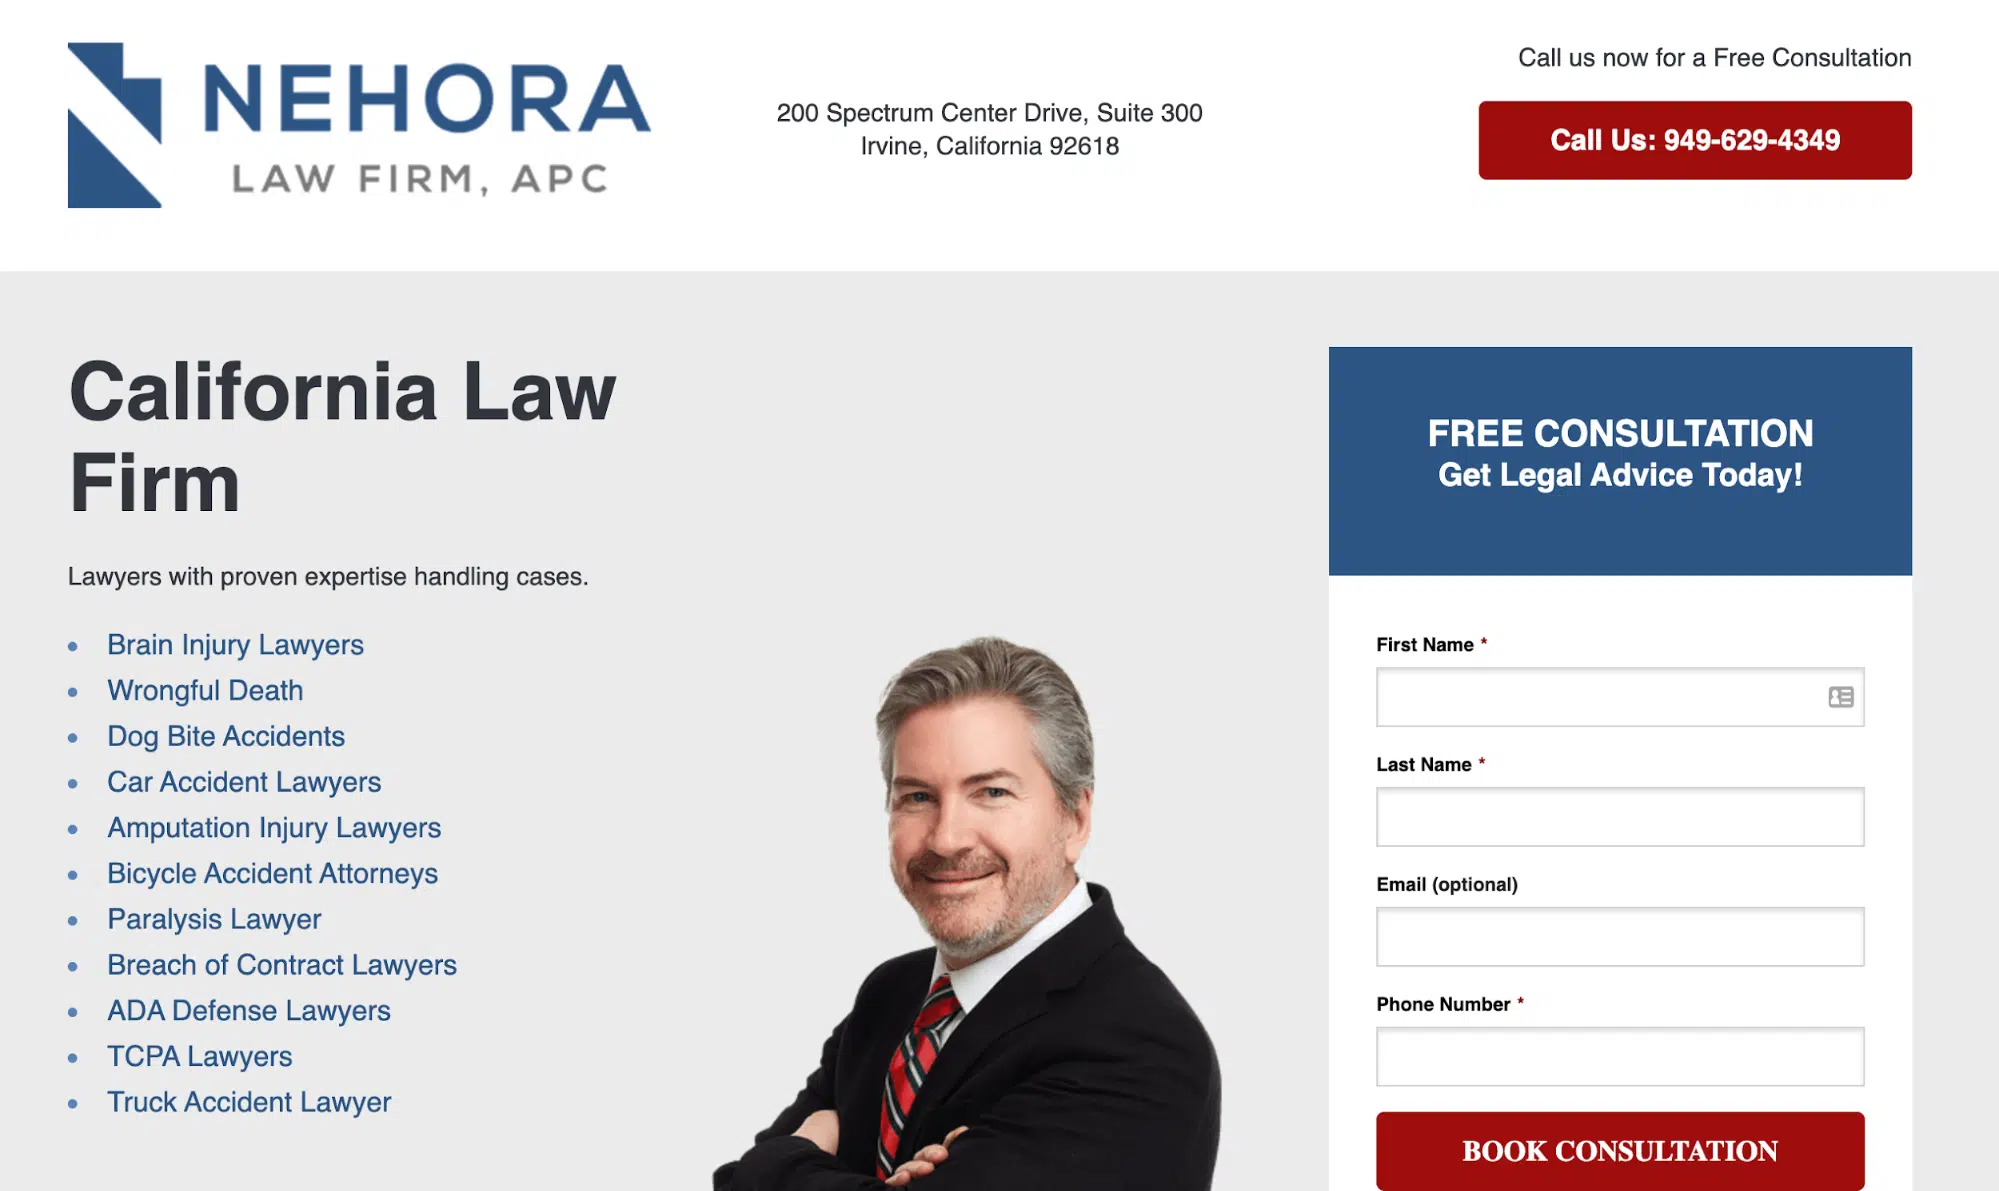 NEHORA
LAW FIRM, APC
200 Spectrum Center Drive, Suite 300
Irvine, California 92618
Call us now for a Free Consultation
Call Us: 949-629-4349
California Law
Firm
Lawyers with proven expertise handling cases.
Brain Injury Lawyers
Wrongful Death
Dog Bite Accidents
Car Accident Lawyers
Amputation Injury Lawyers
Bicycle Accident Attorneys
Paralysis Lawyer
Breach of Contract Lawyers
ADA Defense Lawyers
TCPA Lawyers
Truck Accident Lawyer
FREE CONSULTATION
Get Legal Advice Today!
First Name *
Last Name *
Email (optional)
Phone Number *
BOOK CONSULTATION